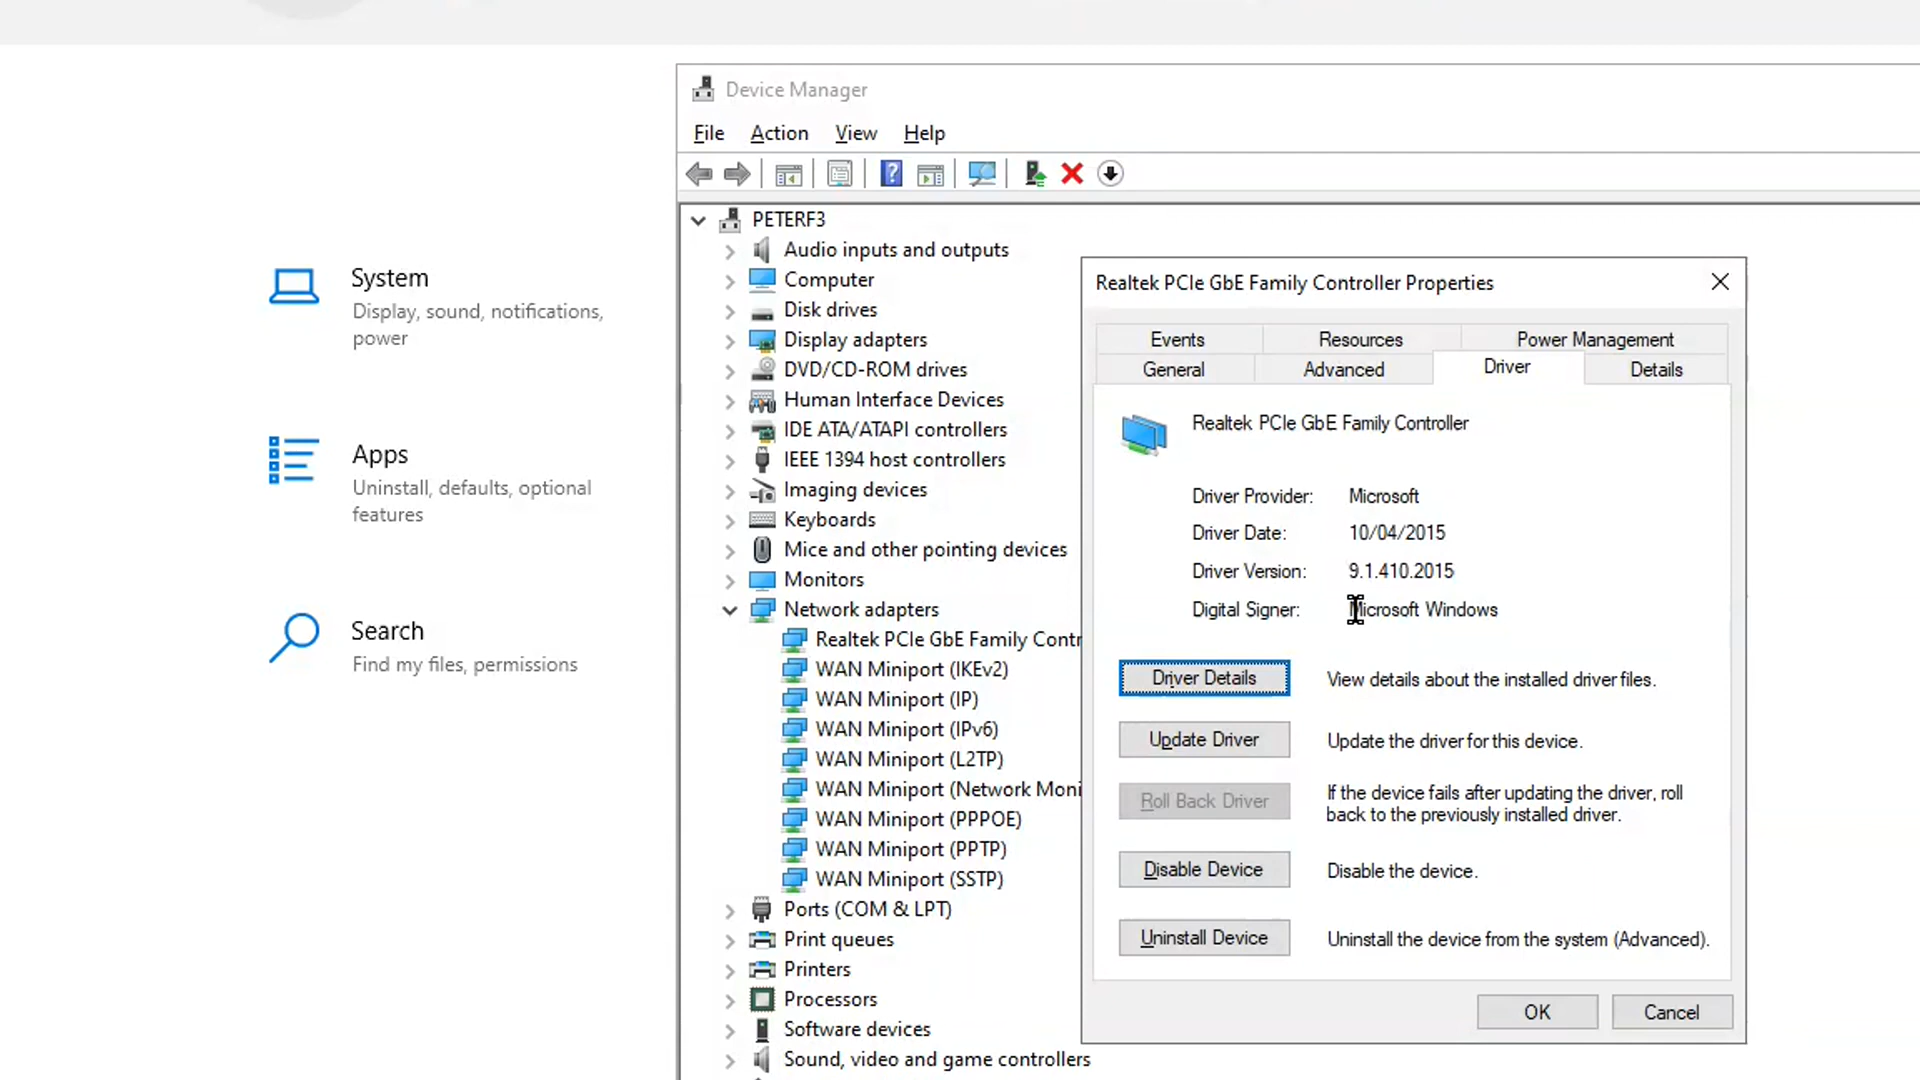 System
Display, sound, notifications,
power
Apps
Uninstall, defaults, optional
features
Search
Find my files, permissions
Device Manager
File Action View Help
PETERF3
Audio inputs and outputs
Computer
Disk drives
Display adapters
DVD/CD-ROM drives
Human Interface Devices
IDE ATA/ATAPI controllers
IEEE 1394 host controllers
Imaging devices
Keyboards
Mice and other pointing devices
Monitors
Network adapters
Realtek PCIe GbE Family Contr
WAN Miniport (IKEv2)
WAN Miniport (IP)
WAN Miniport (IPv6)
WAN Miniport (L2TP)
WAN Miniport (Network Moni
WAN Miniport (PPPOE)
WAN Miniport (PPTP)
WAN Miniport (SSTP)
Ports (COM & LPT)
Print queues
Printers
Processors
Software devices
Sound, video and game controllers
Realtek PCIe GbE Family Controller Properties
Events Resources Power Management
General Advanced Driver Details
Realtek PCIe GbE Family Controller
Driver Provider: Microsoft
Driver Date: 10/04/2015
Driver Version: 9.1.410.2015
Digital Signer: Microsoft Windows
Driver Details View details about the installed driver files.
Update Driver Update the driver for this device.
Roll Back Driver If the device fails after updating the driver, roll
back to the previously installed driver.
Disable Device Disable the device.
Uninstall Device Uninstall the device from the system (Advanced).
OK Cancel